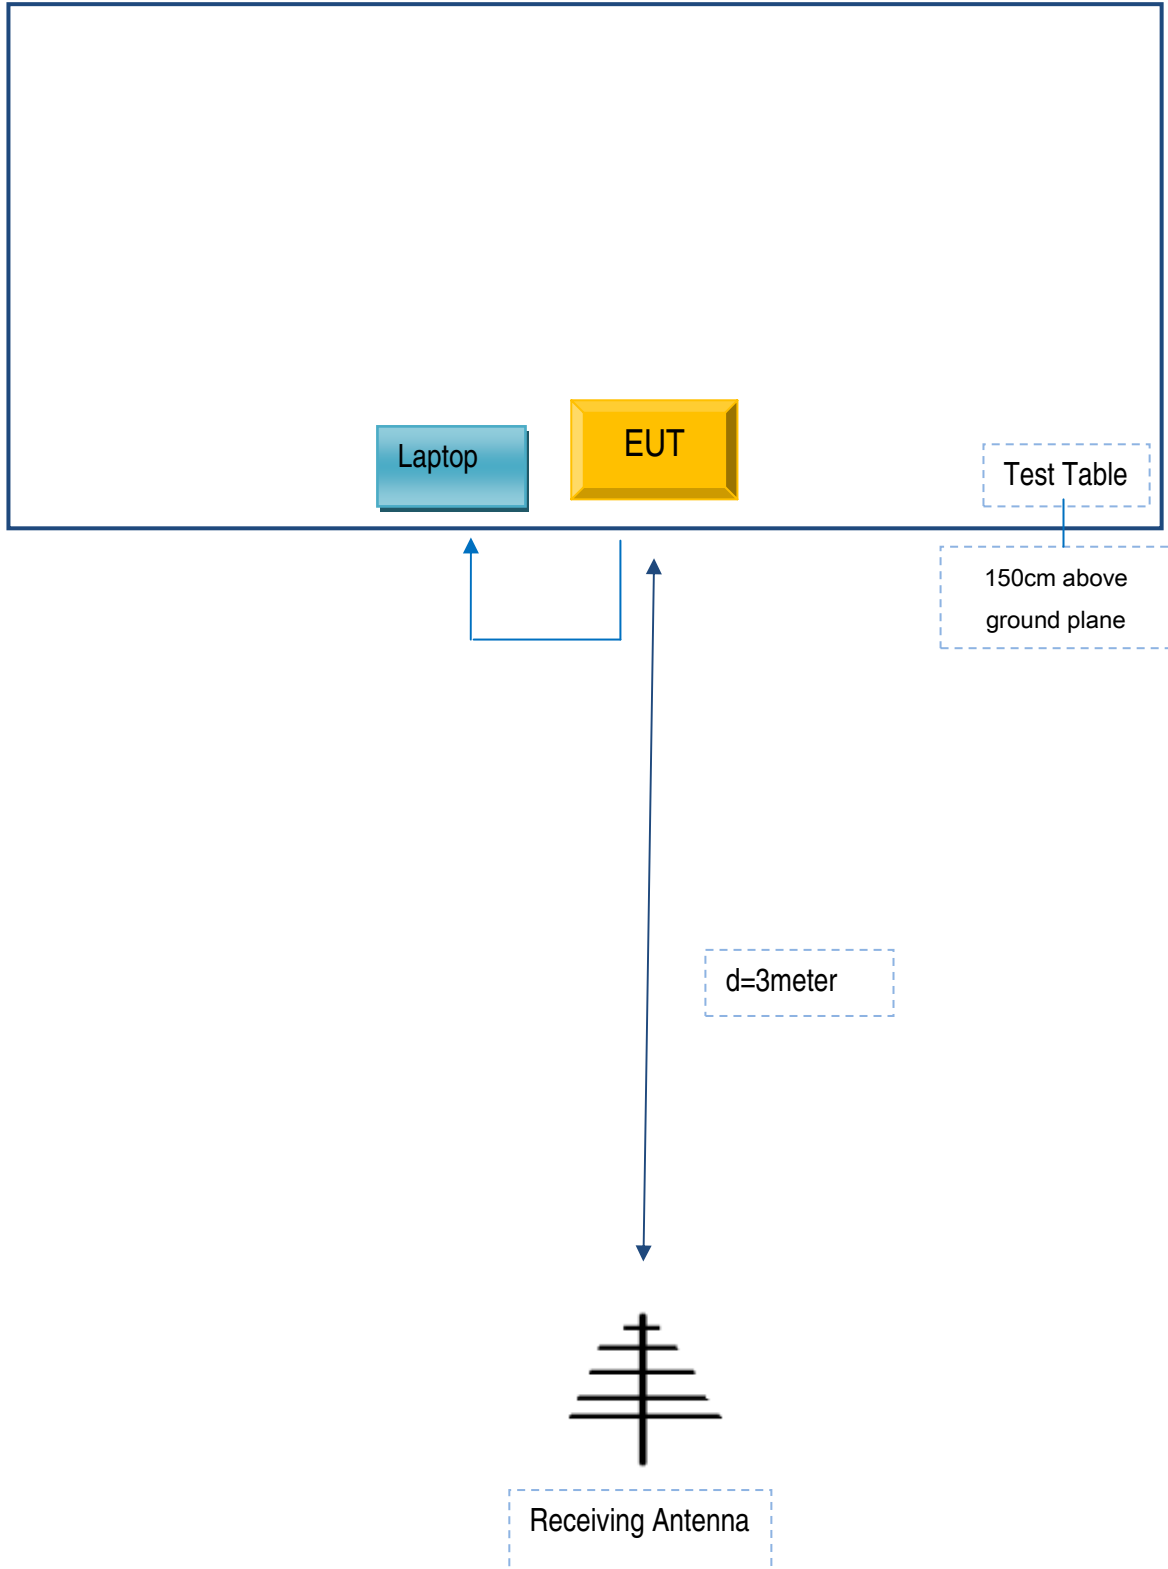 Laptop
EUT
Test Table
150cm above
ground plane
d=3meter
Receiving Antenna